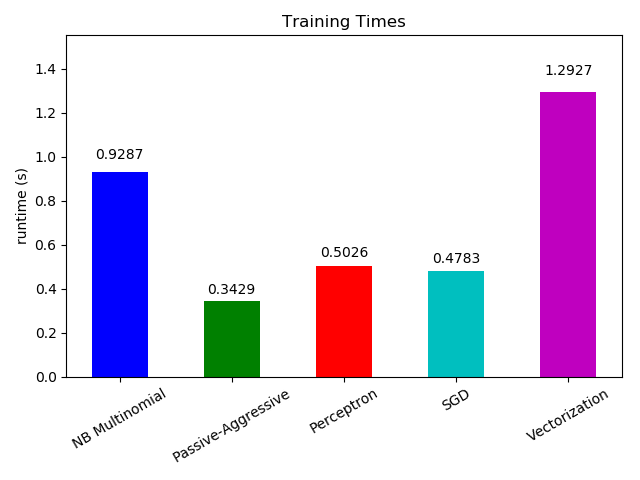 Training Times
runtime (s)
1.4
1.2
1.0
0.8
0.6
0.4
0.2
0.0
0.9287
0.3429
0.5026
0.4783
1.2927
NB Multinomial
Passive-Aggressive
Perceptron
SGD
Vectorization